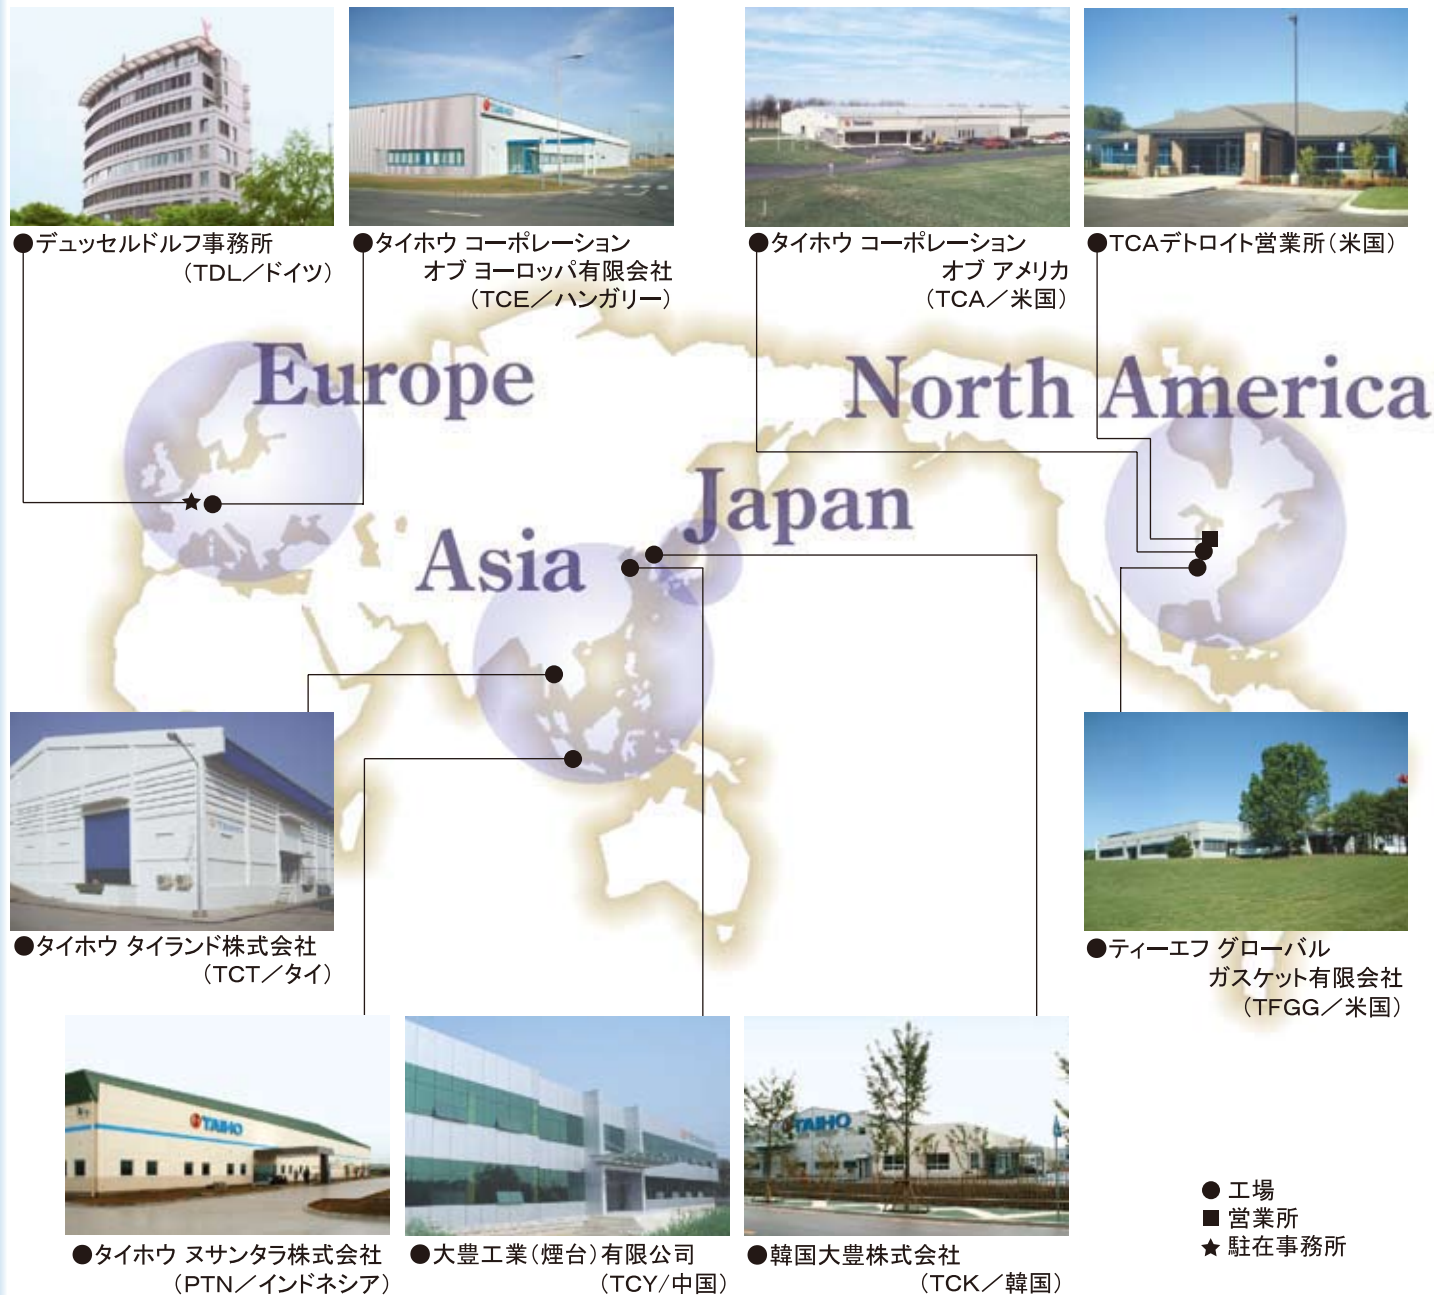 ●デュッセルドルフ事務所
（TDL／ドイツ）
●タイホウ コーポレーション
オブ ヨーロッパ有限会社
（TCE／ハンガリー）
●タイホウ コーポレーション
オブ アメリカ
（TCA／米国）
●TCAデトロイト営業所（米国）
Europe
North America
Japan
Asia
●タイホウ タイランド株式会社
（TCT／タイ）
●ティーエフ グローバル
ガスケット有限会社
（TFGG／米国）
TAIHO
TAIHO
●タイホウ ヌサンタラ株式会社
（PTN／インドネシア）
●大豊工業（煙台）有限公司
（TCY/中国）
●韓国大豊株式会社
（TCK／韓国）
● 工場
■ 営業所
★ 駐在事務所